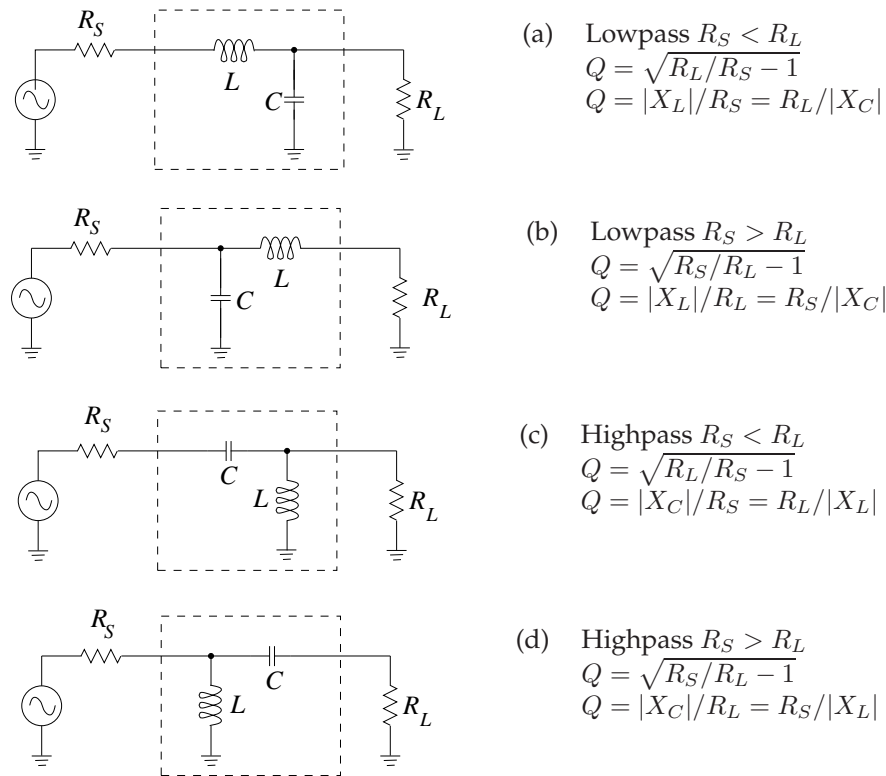 R_S
L
C
R_L
(a) Lowpass R_S < R_L
Q = √(R_L/R_S − 1)
Q = |X_L|/R_S = R_L/|X_C|
R_S
C
L
R_L
(b) Lowpass R_S > R_L
Q = √(R_S/R_L − 1)
Q = |X_L|/R_L = R_S/|X_C|
R_S
C
L
R_L
(c) Highpass R_S < R_L
Q = √(R_L/R_S − 1)
Q = |X_C|/R_S = R_L/|X_L|
R_S
C
L
R_L
(d) Highpass R_S > R_L
Q = √(R_S/R_L − 1)
Q = |X_C|/R_L = R_S/|X_L|